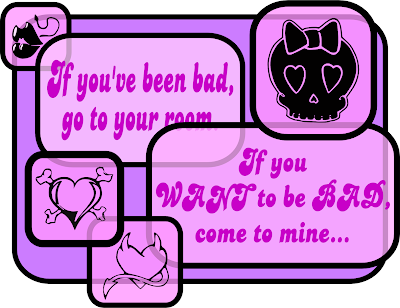 If you've been bad,
go to your room.
If you
WANT to be BAD,
come to mine...